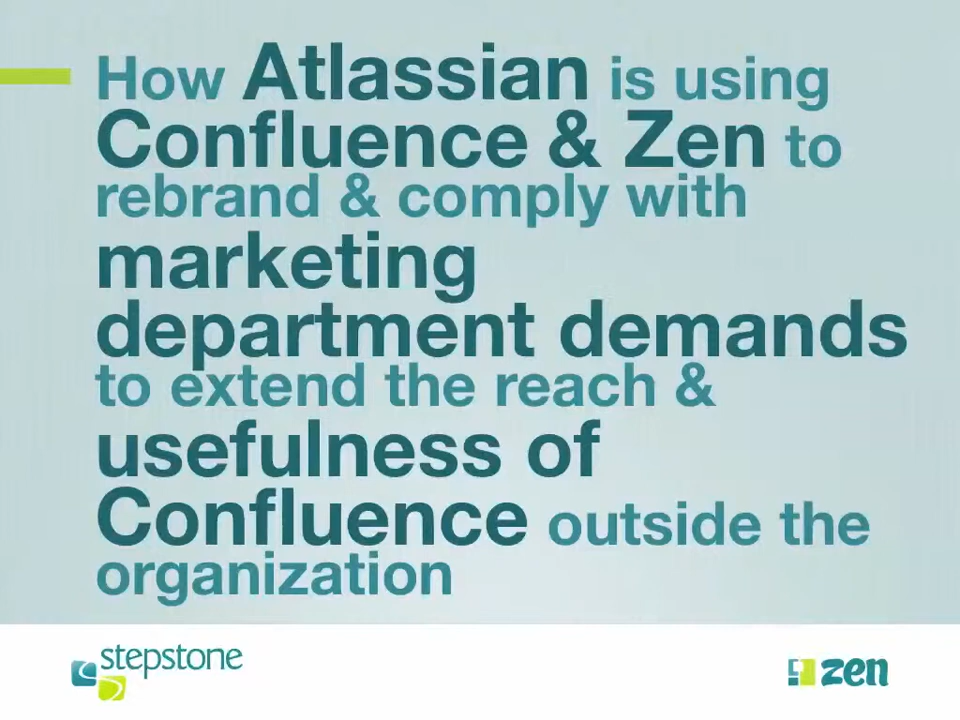 How Atlassian is using
Confluence & Zen to
rebrand & comply with
marketing
department demands
to extend the reach &
usefulness of
Confluence outside the
organization
stepstone
zen